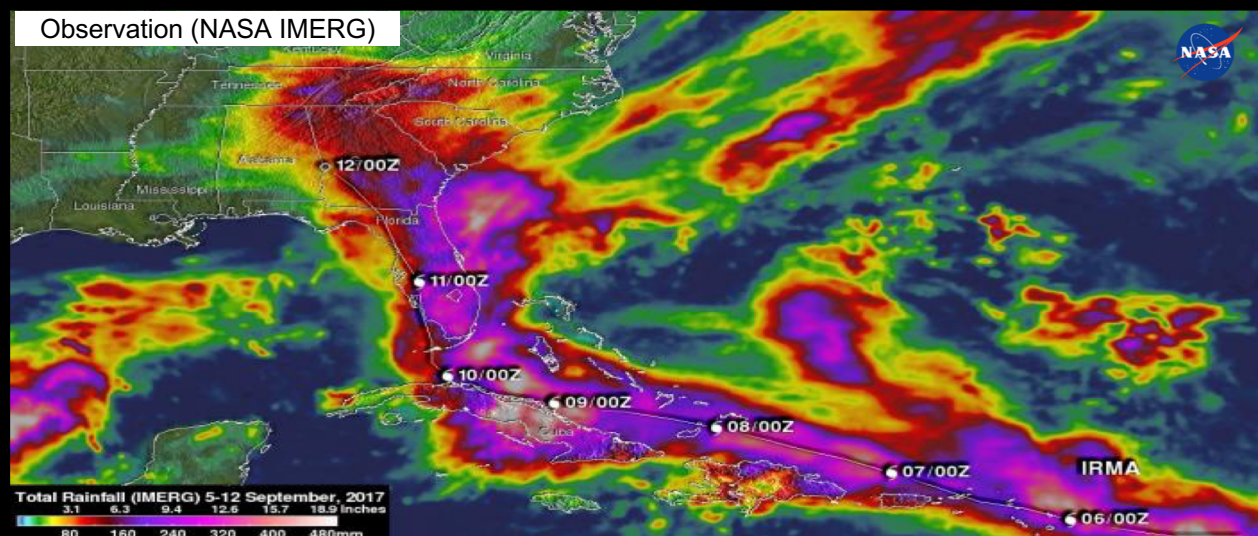 Observation (NASA IMERG)
NASA
Kentucky
Virginia
Tennessee
North Carolina
South Carolina
Alabama
12/00Z
Mississippi
Louisiana
Florida
11/00Z
10/00Z
09/00Z
Cuba
08/00Z
07/00Z
IRMA
06/00Z
Total Rainfall (IMERG) 5-12 September, 2017
3.1 6.3 9.4 12.6 15.7 18.9 Inches
80 160 240 320 400 480mm